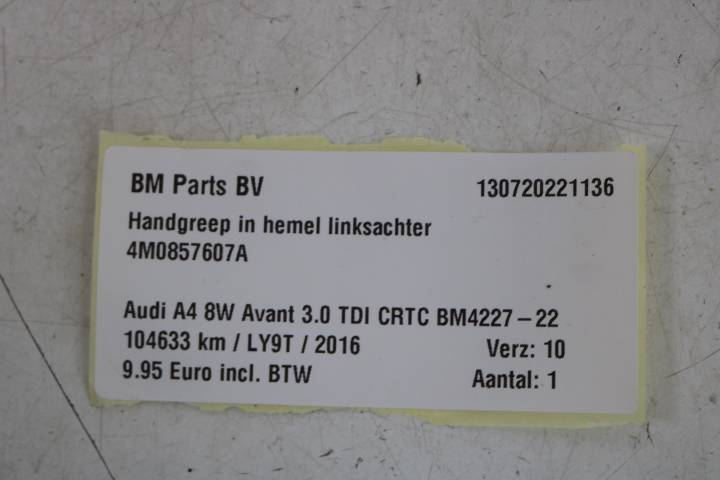 BM Parts BV 130720221136
Handgreep in hemel linksachter
4M0857607A
Audi A4 8W Avant 3.0 TDI CRTC BM4227-22
104633 km / LY9T / 2016 Verz: 10
9.95 Euro incl. BTW Aantal: 1